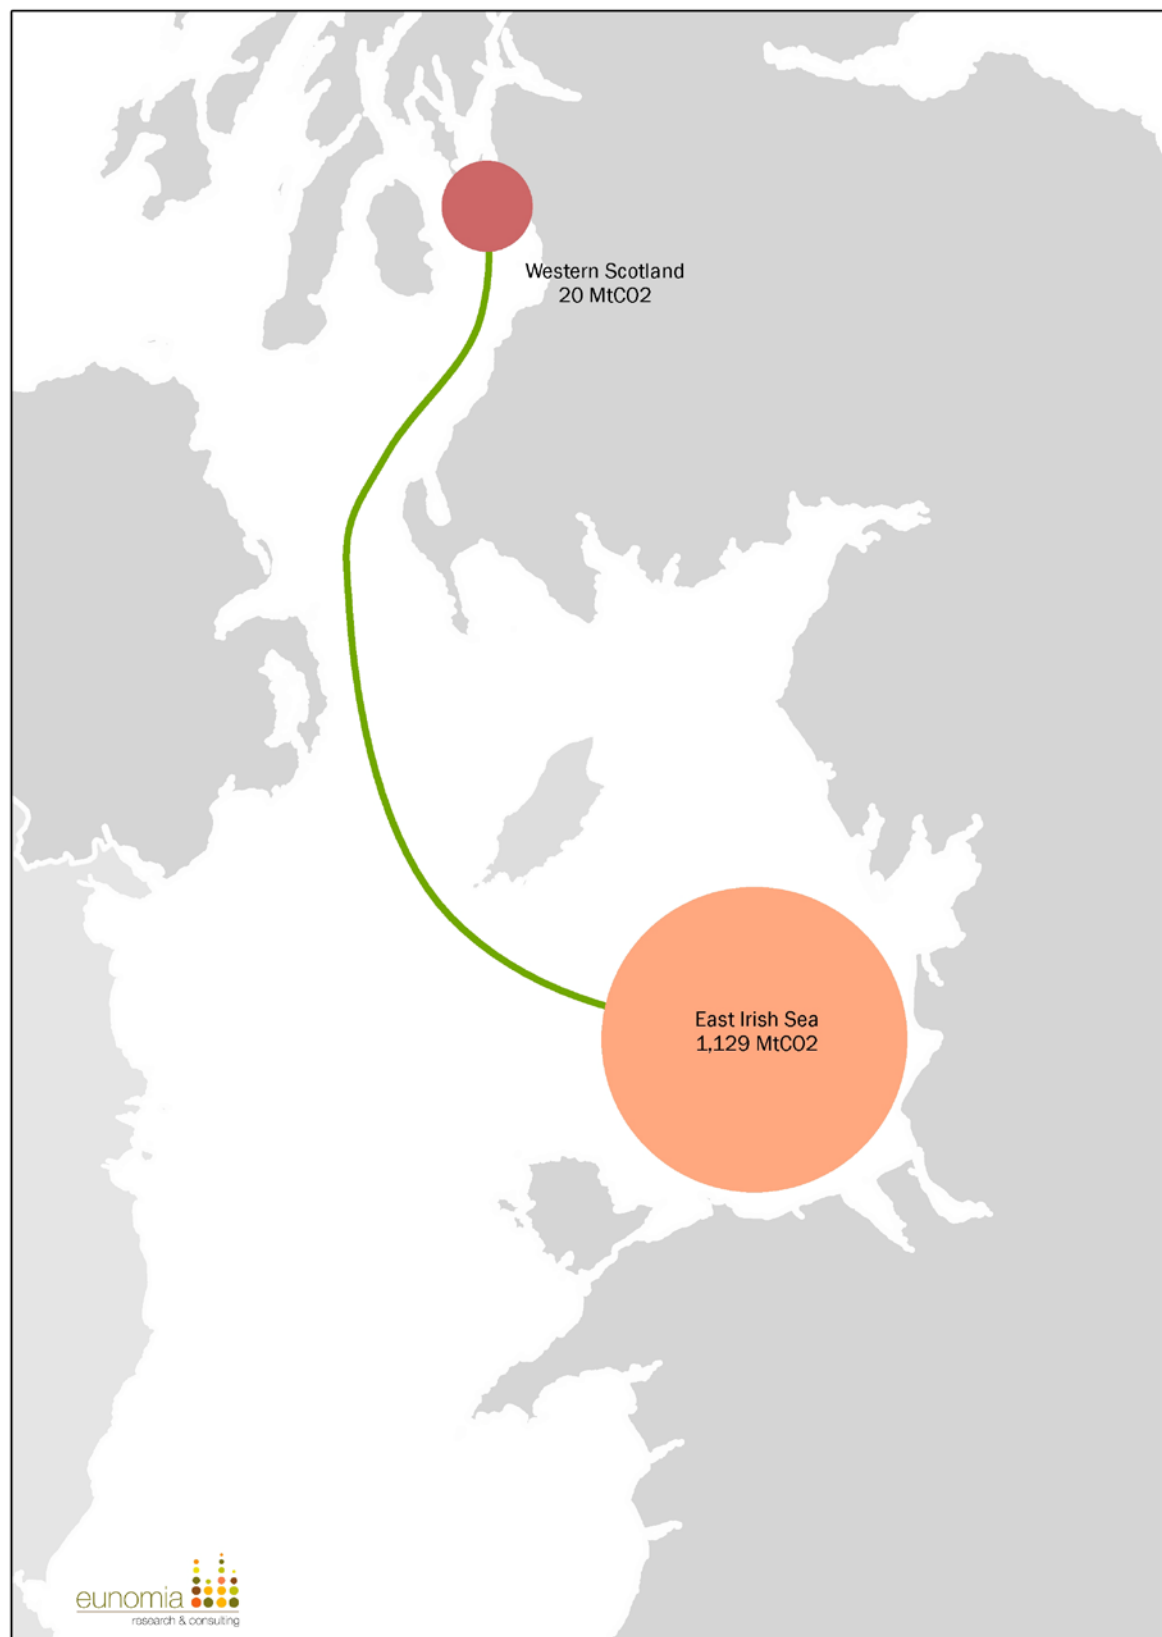 Western Scotland
20 MtCO2
East Irish Sea
1,129 MtCO2
eunomia
research & consulting